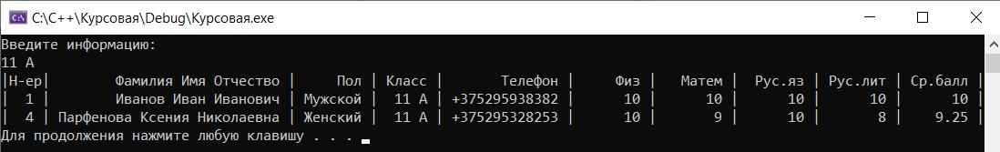 C:\C++\Курсовая\Debug\Курсовая.exe
Введите информацию:
11 А
|Н-ер| Фамилия Имя Отчество | Пол | Класс | Телефон | Физ | Матем | Рус.яз | Рус.лит | Ср.балл |
| 1 | Иванов Иван Иванович | Мужской | 11 А | +375295938382 | 10 | 10 | 10 | 10 | 10 |
| 4 | Парфенова Ксения Николаевна | Женский | 11 А | +375295328253 | 10 | 9 | 10 | 8 | 9.25 |
Для продолжения нажмите любую клавишу . . .